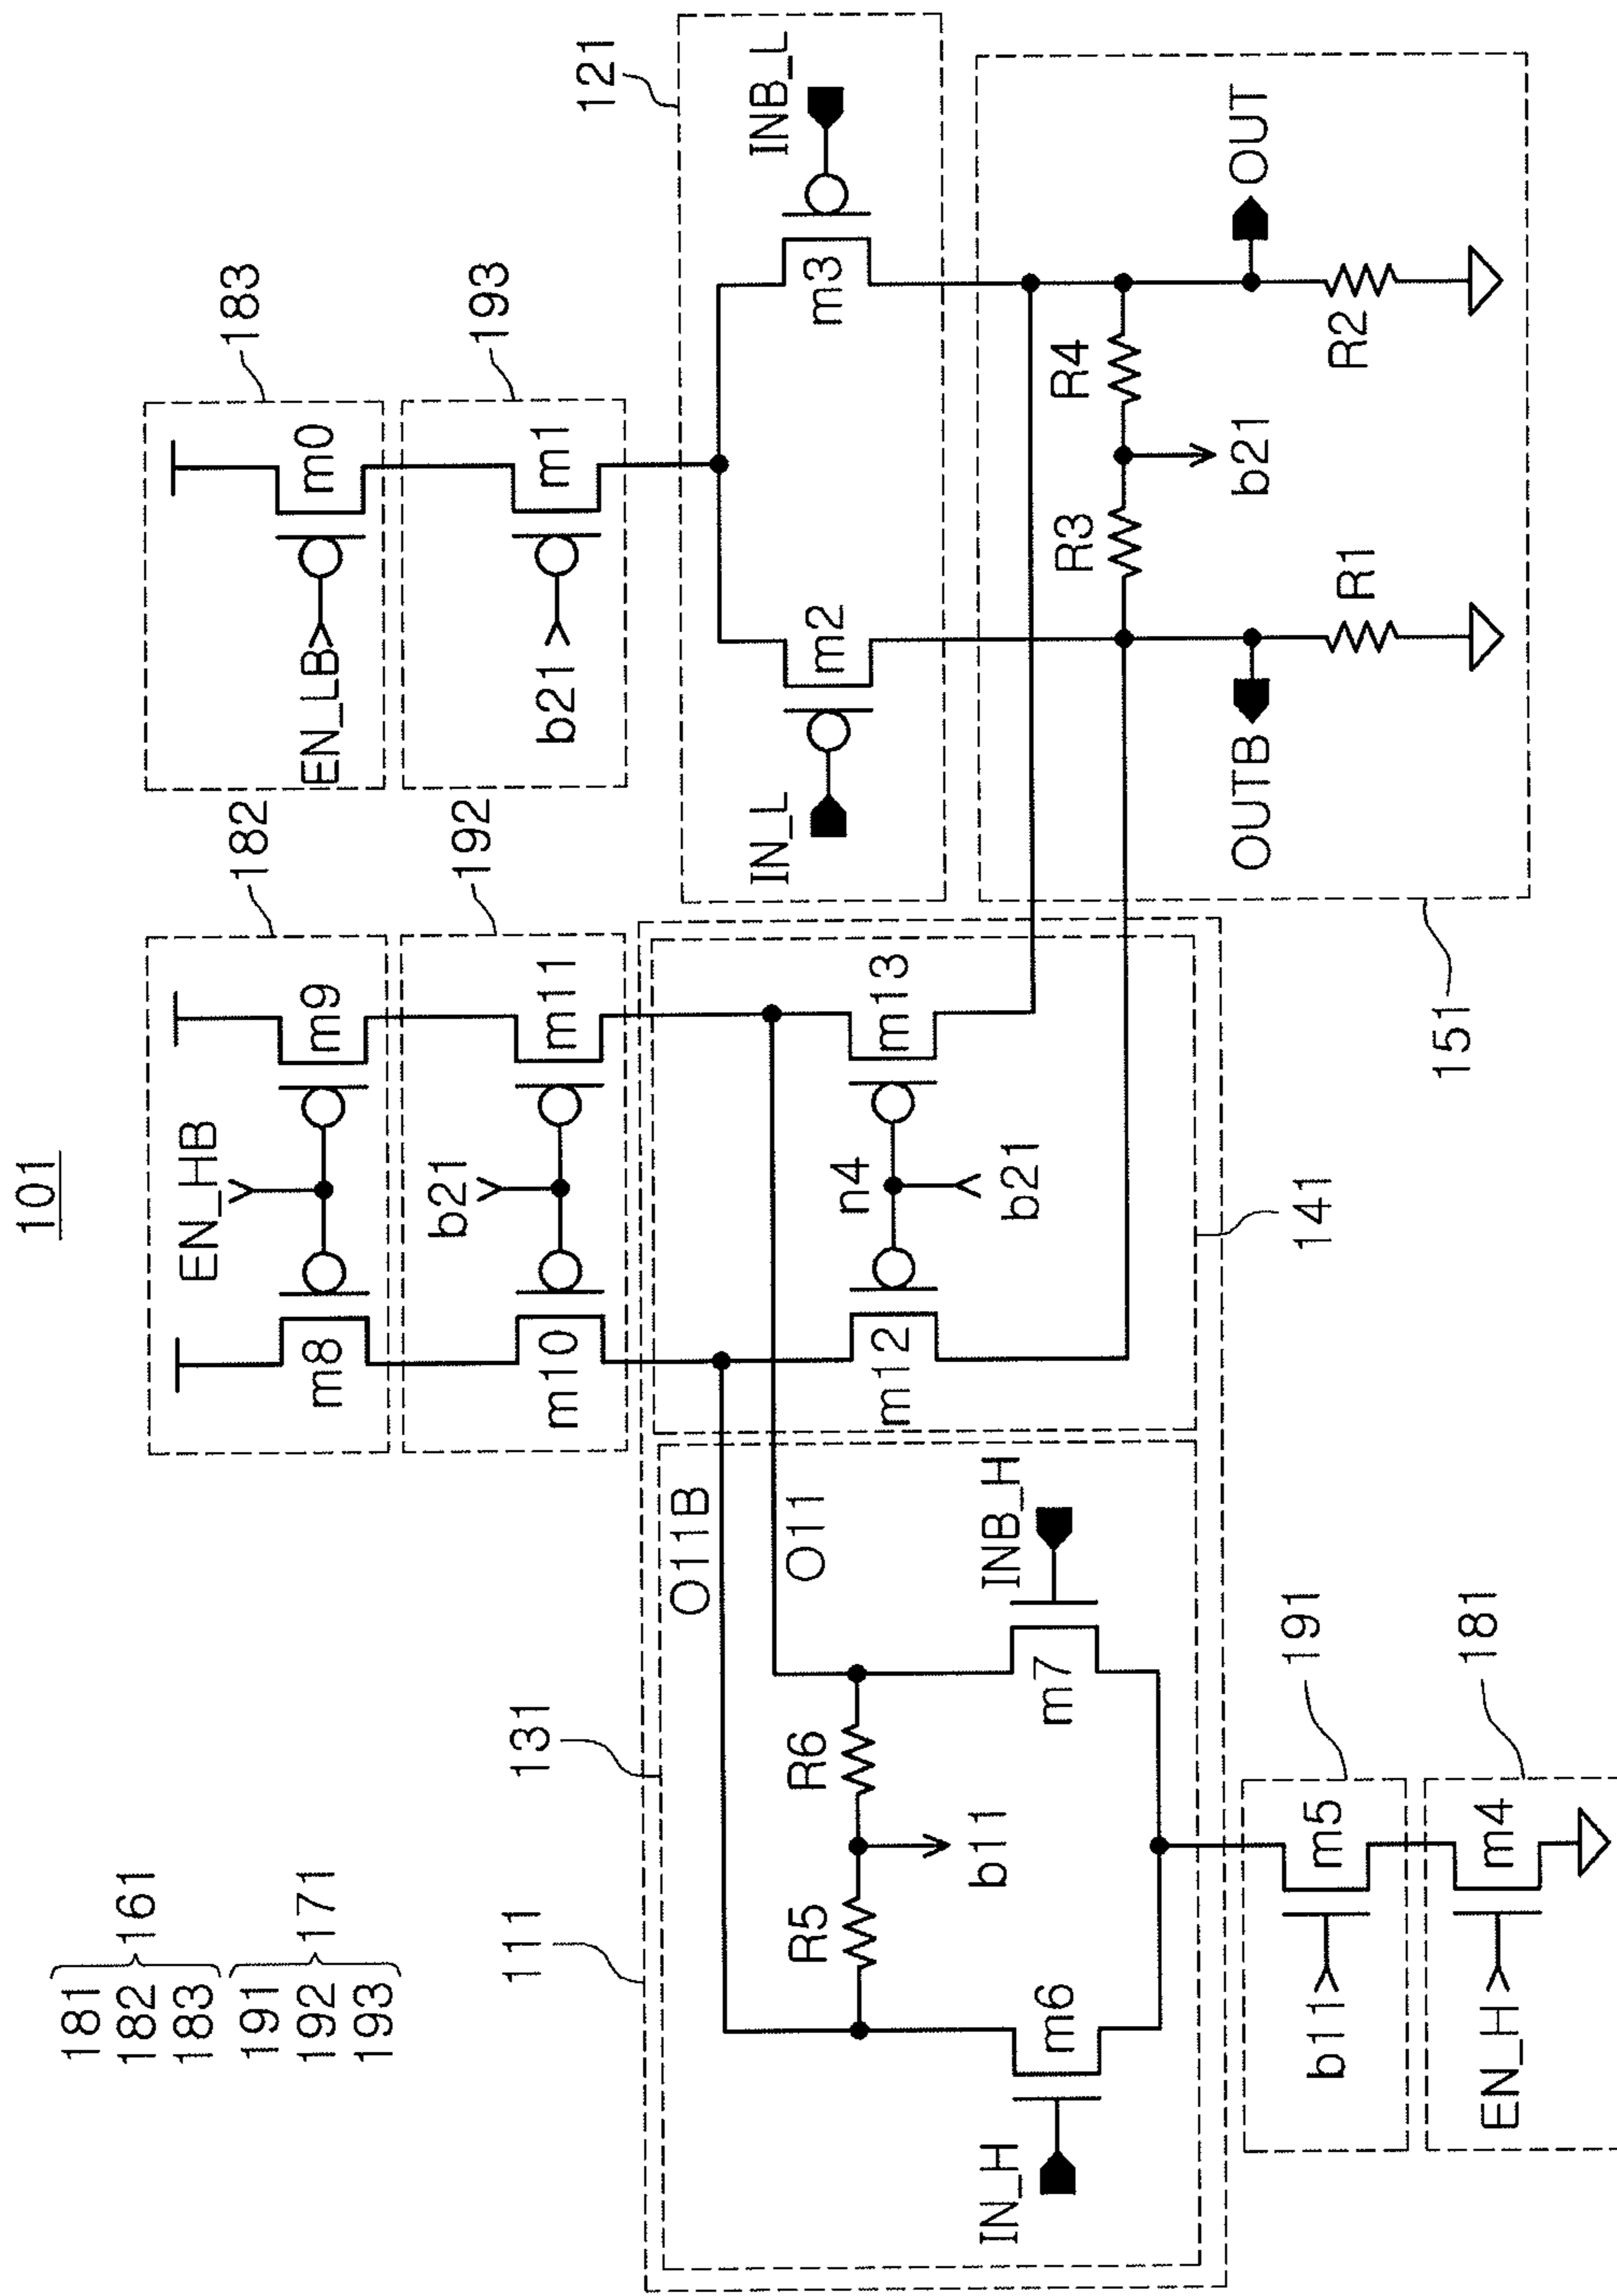 101
181
182
183
161
191
192
193
171
182
183
EN_HB
m8
m9
EN_LB
m0
192
193
b21
m10
m11
b21
m1
111
131
121
O11B
O11
R5
R6
b11
IN_H
m6
m7
INB_H
m12
n4
m13
b21
IN_L
m2
m3
INB_L
141
R3
R4
b21
OUTB
OUT
R1
R2
151
191
b11
m5
181
EN_H
m4